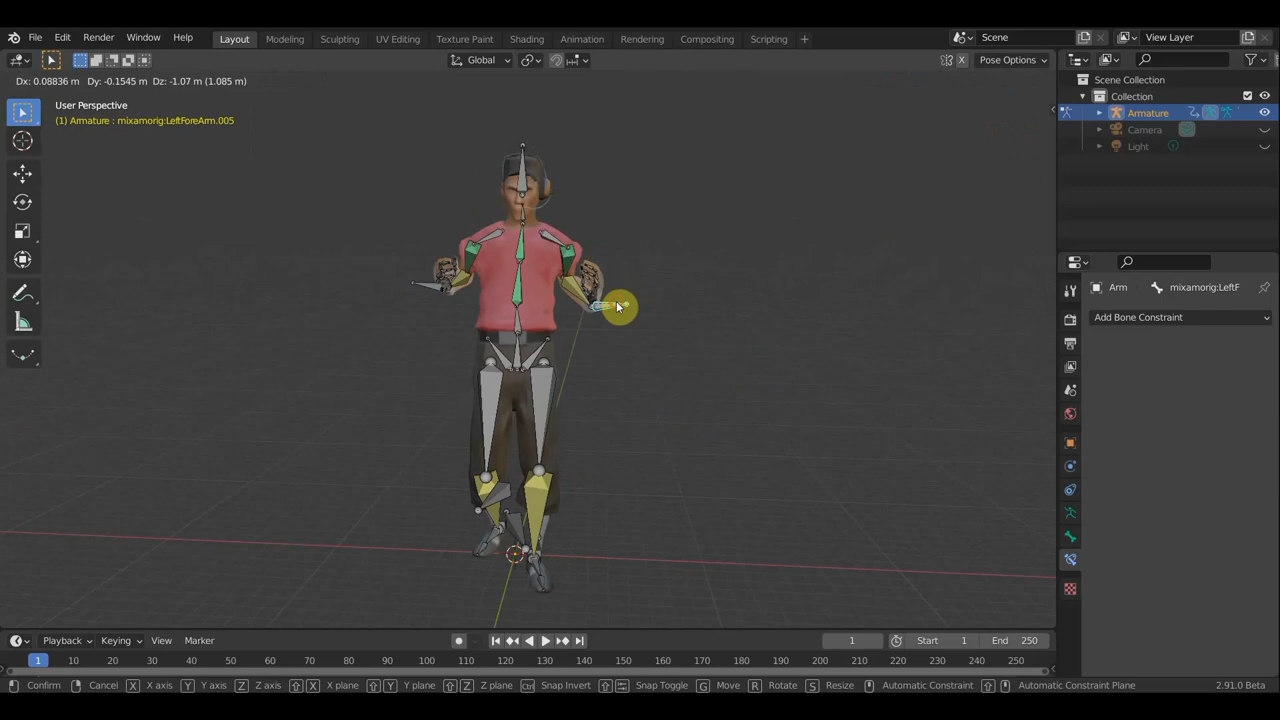 File Edit Render Window Help Layout Modeling Sculpting UV Editing Texture Paint Shading Animation Rendering Compositing Scripting + Scene View Layer
Global X Pose Options
Dx: 0.08836 m Dy: -0.1545 m Dz: -1.07 m (1.085 m)
Scene Collection
User Perspective
Collection
(1) Armature : mixamorig:LeftForeArm.005
Armature
Camera
Light
Arm mixamorig:LeftF
Add Bone Constraint
Playback Keying View Marker 1 Start 1 End 250
1 10 20 30 40 50 60 70 80 90 100 110 120 130 140 150 160 170 180 190 200 210 220 230 240 250
Confirm Cancel X X axis Y Y axis Z Z axis X X plane Y Y plane Z Z plane Ctrl Snap Invert Snap Toggle G Move R Rotate S Resize Automatic Constraint Automatic Constraint Plane 2.91.0 Beta